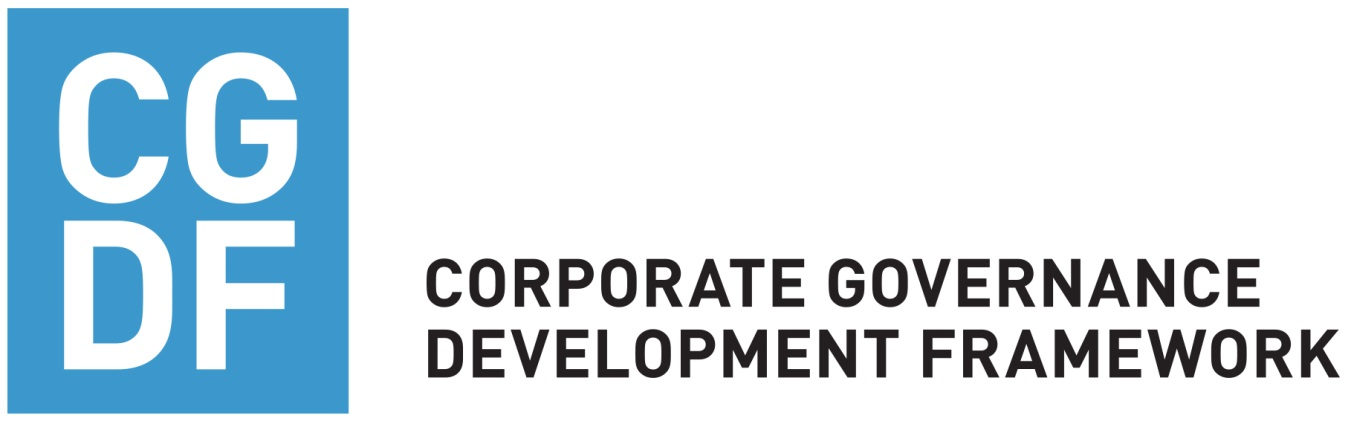 CG
DF
CORPORATE GOVERNANCE
DEVELOPMENT FRAMEWORK